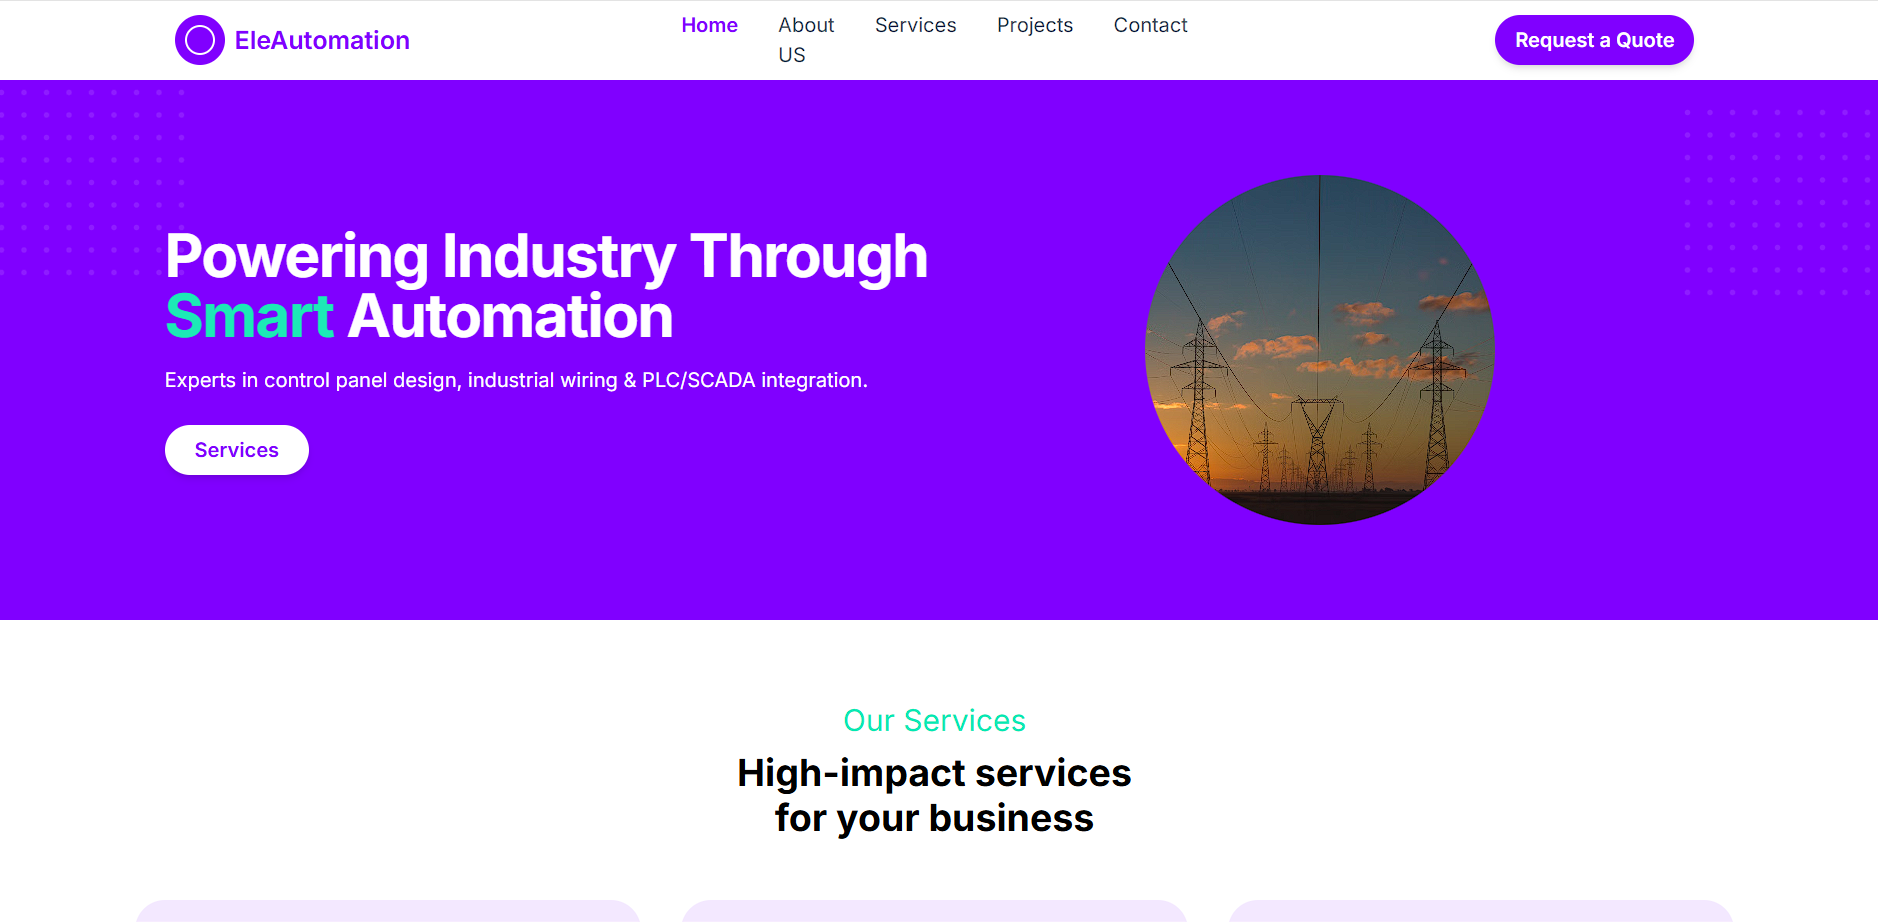 EleAutomation
Home
About
US
Services
Projects
Contact
Request a Quote
Powering Industry Through
Smart Automation
Experts in control panel design, industrial wiring & PLC/SCADA integration.
Services
Our Services
High-impact services
for your business